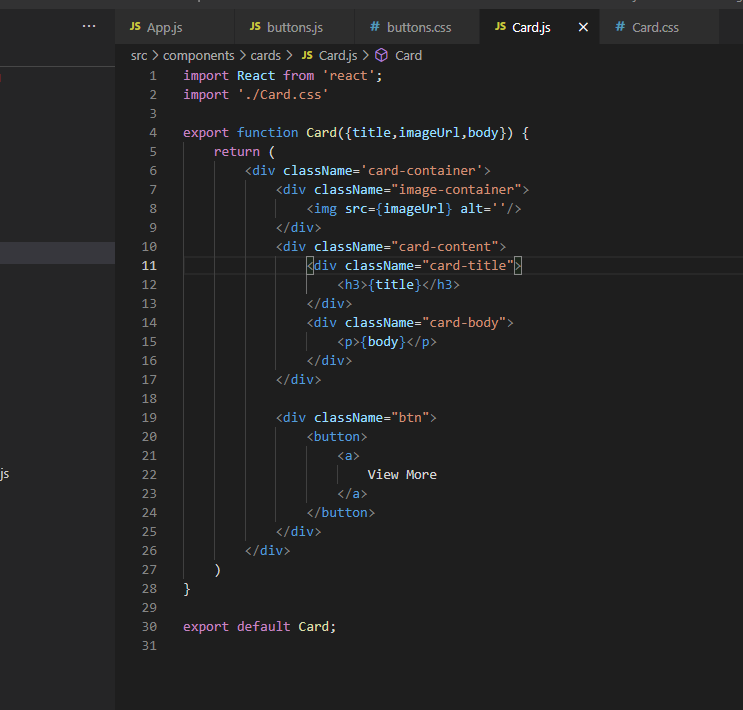 ··· JS App.js JS buttons.js # buttons.css JS Card.js × # Card.css
src > components > cards > JS Card.js > Card
1 import React from 'react';
2 import './Card.css'
3
4 export function Card({title,imageUrl,body}) {
5     return (
6         <div className='card-container'>
7             <div className="image-container">
8                 <img src={imageUrl} alt=''/>
9             </div>
10             <div className="card-content">
11                 <div className="card-title">
12                     <h3>{title}</h3>
13                 </div>
14                 <div className="card-body">
15                     <p>{body}</p>
16                 </div>
17             </div>
18
19             <div className="btn">
20                 <button>
21                     <a>
js 22                         View More
23                     </a>
24                 </button>
25             </div>
26         </div>
27     )
28 }
29
30 export default Card;
31